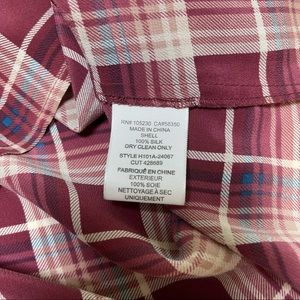 RN# 105230 CA#58350
MADE IN CHINA
SHELL
100% SILK
DRY CLEAN ONLY
STYLE H101A-24067
CUT 428689
FABRIQUÉ EN CHINE
EXTERIEUR
100% SOIE
NETTOYAGE À SEC
UNIQUEMENT